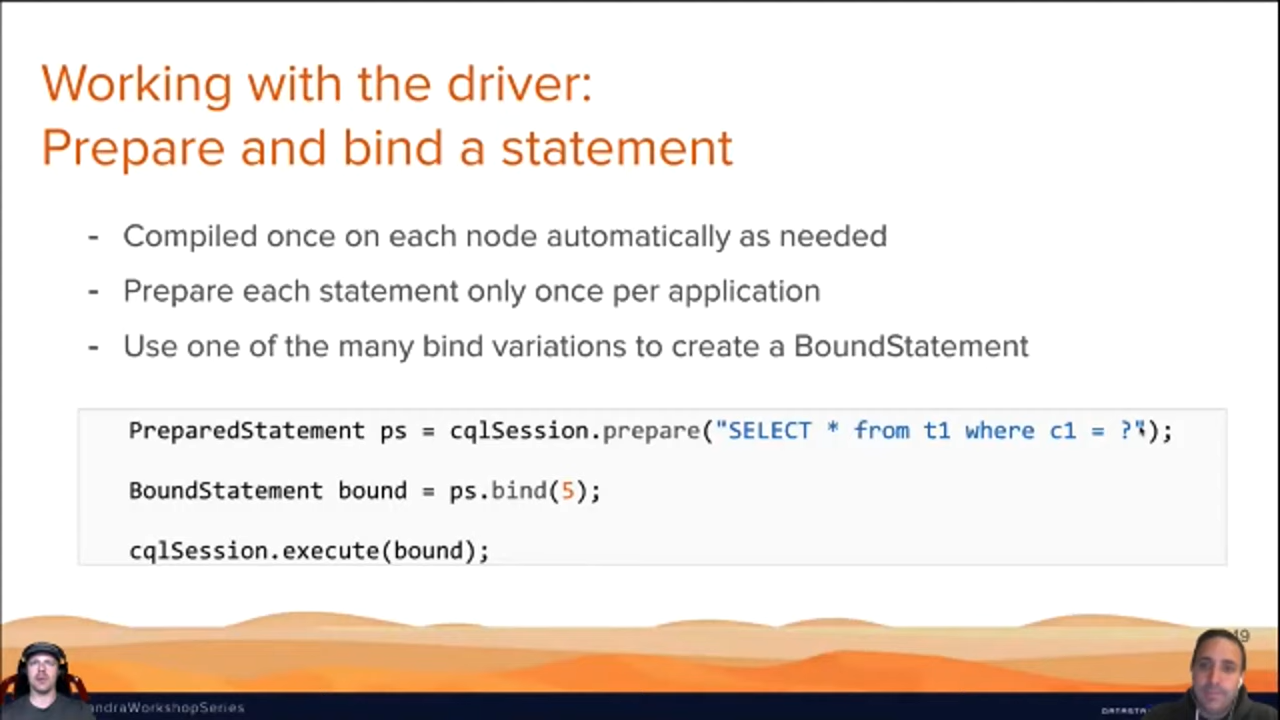 Working with the driver:
Prepare and bind a statement
- Compiled once on each node automatically as needed
- Prepare each statement only once per application
- Use one of the many bind variations to create a BoundStatement
PreparedStatement ps = cqlSession.prepare("SELECT * from t1 where c1 = ?");
BoundStatement bound = ps.bind(5);
cqlSession.execute(bound);